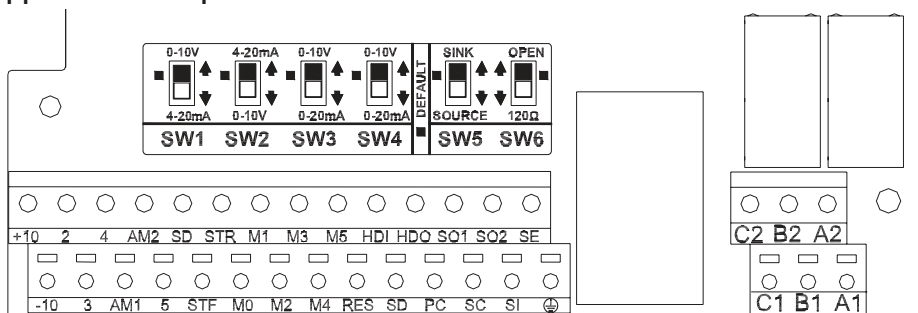 0-10V 4-20mA 0-10V 0-10V SINK OPEN
DEFAULT
4-20mA 0-10V 0-20mA 0-20mA SOURCE 120Ω
SW1 SW2 SW3 SW4 SW5 SW6
+10 2 4 AM2 SD STR M1 M3 M5 HDI HDO SO1 SO2 SE
C2 B2 A2
-10 3 AM1 5 STF M0 M2 M4 RES SD PC SC SI
C1 B1 A1